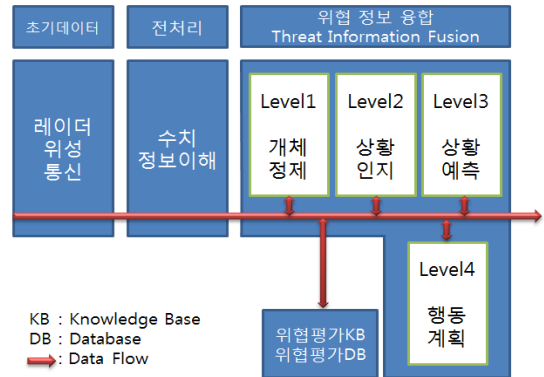 초기데이터
전처리
위협 정보 융합
Threat Information Fusion
레이더
위성
통신
수치
정보이해
Level1
개체
정제
Level2
상황
인지
Level3
상황
예측
Level4
행동
계획
위협평가KB
위협평가DB
KB : Knowledge Base
DB : Database
: Data Flow